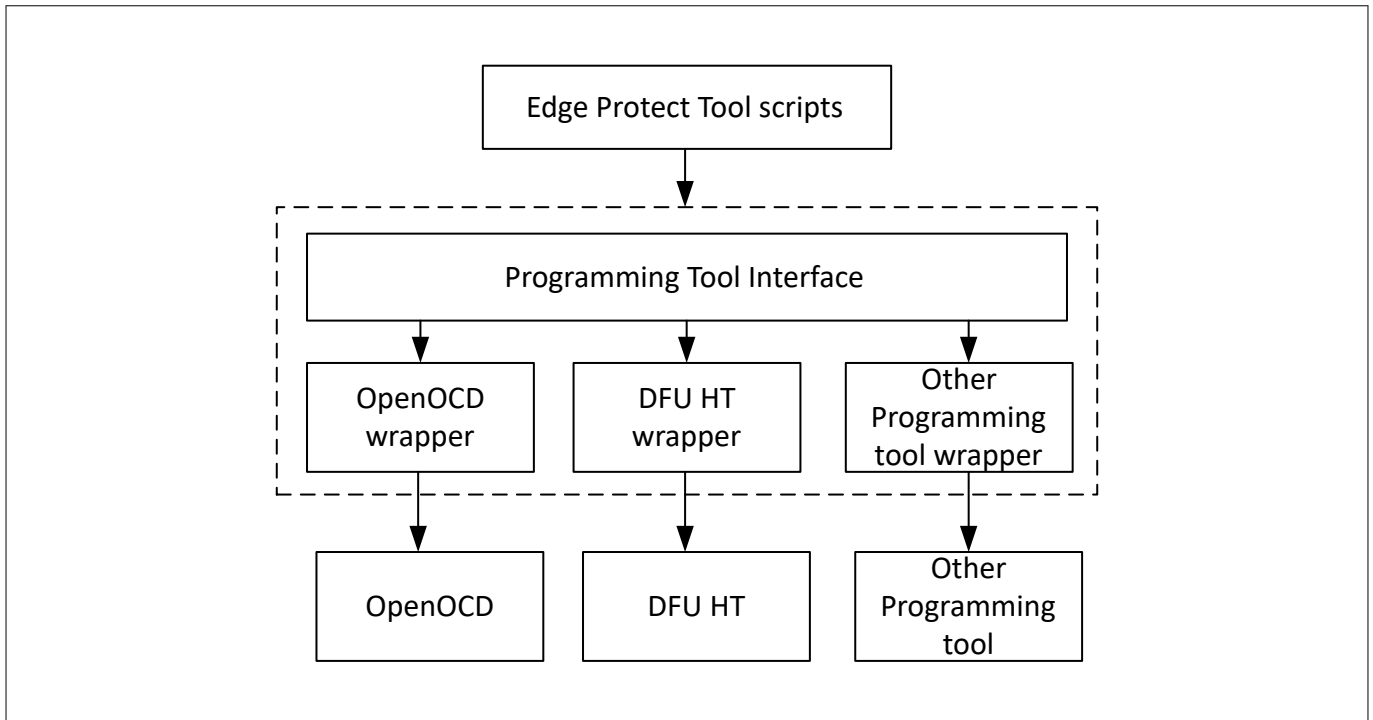 Edge Protect Tool scripts
Programming Tool Interface
OpenOCD
wrapper
DFU HT
wrapper
Other
Programming
tool wrapper
OpenOCD
DFU HT
Other
Programming
tool